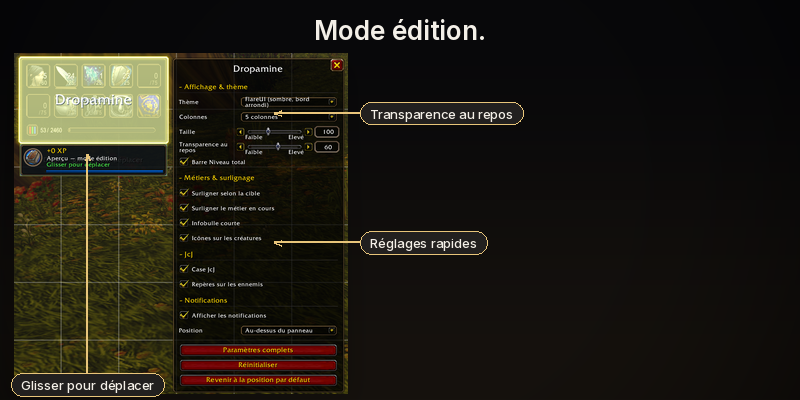 Mode édition.
Dropamine
53 / 2460
+0 XP
Aperçu — mode édition
Glisser pour déplacer
Dropamine
- Affichage & thème
Thème
flareUI (sombre, bord arrondi)
Colonnes
5 colonnes
Taille
Faible
Elevé
100
Transparence au repos
Faible
Elevé
60
Barre Niveau total
- Métiers & surlignage
Surligner selon la cible
Surligner le métier en cours
Infobulle courte
Icônes sur les créatures
- JcJ
Case JcJ
Repères sur les ennemis
- Notifications
Afficher les notifications
Position
Au-dessus du panneau
Paramètres complets
Réinitialiser
Revenir à la position par défaut
Transparence au repos
Réglages rapides
Glisser pour déplacer